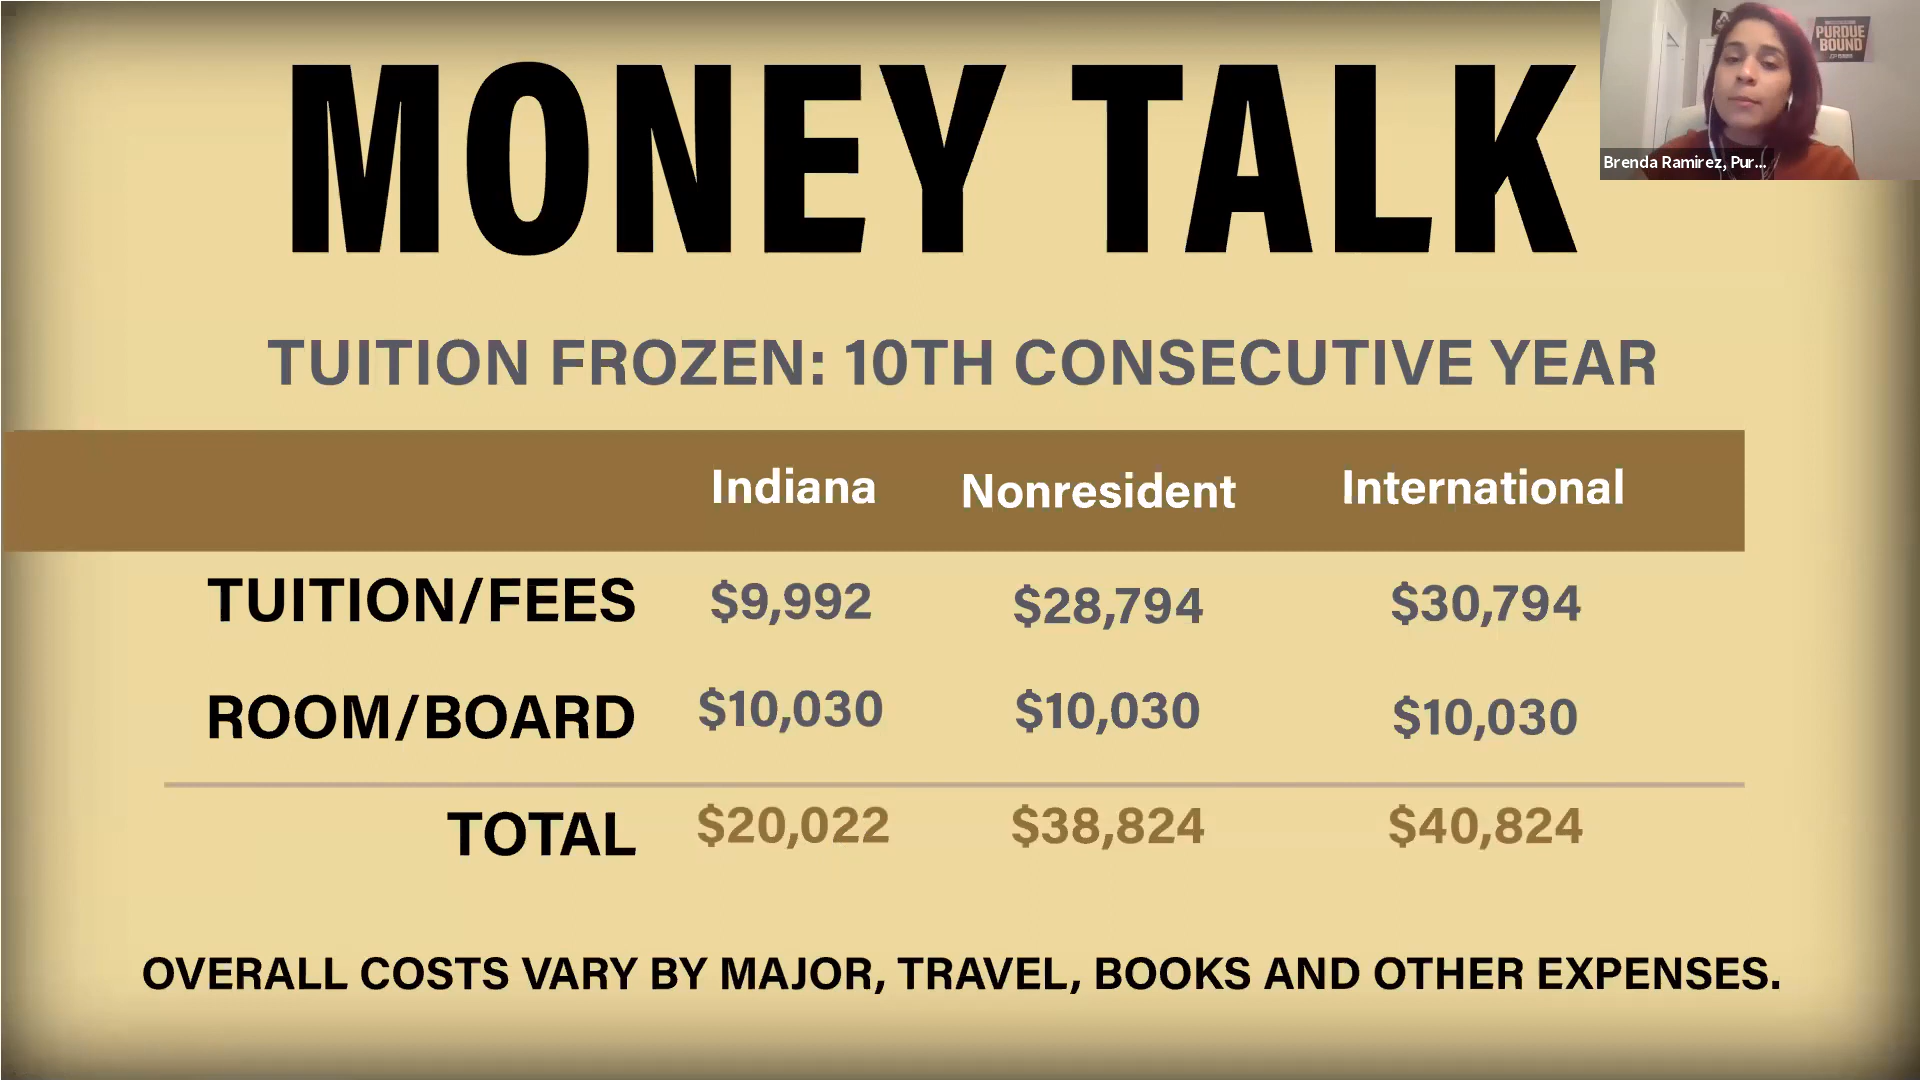 MONEY TALK
PURDUE
BOUND
Brenda Ramirez, Pur...
TUITION FROZEN: 10TH CONSECUTIVE YEAR
Indiana Nonresident International
TUITION/FEES $9,992 $28,794 $30,794
ROOM/BOARD $10,030 $10,030 $10,030
TOTAL $20,022 $38,824 $40,824
OVERALL COSTS VARY BY MAJOR, TRAVEL, BOOKS AND OTHER EXPENSES.